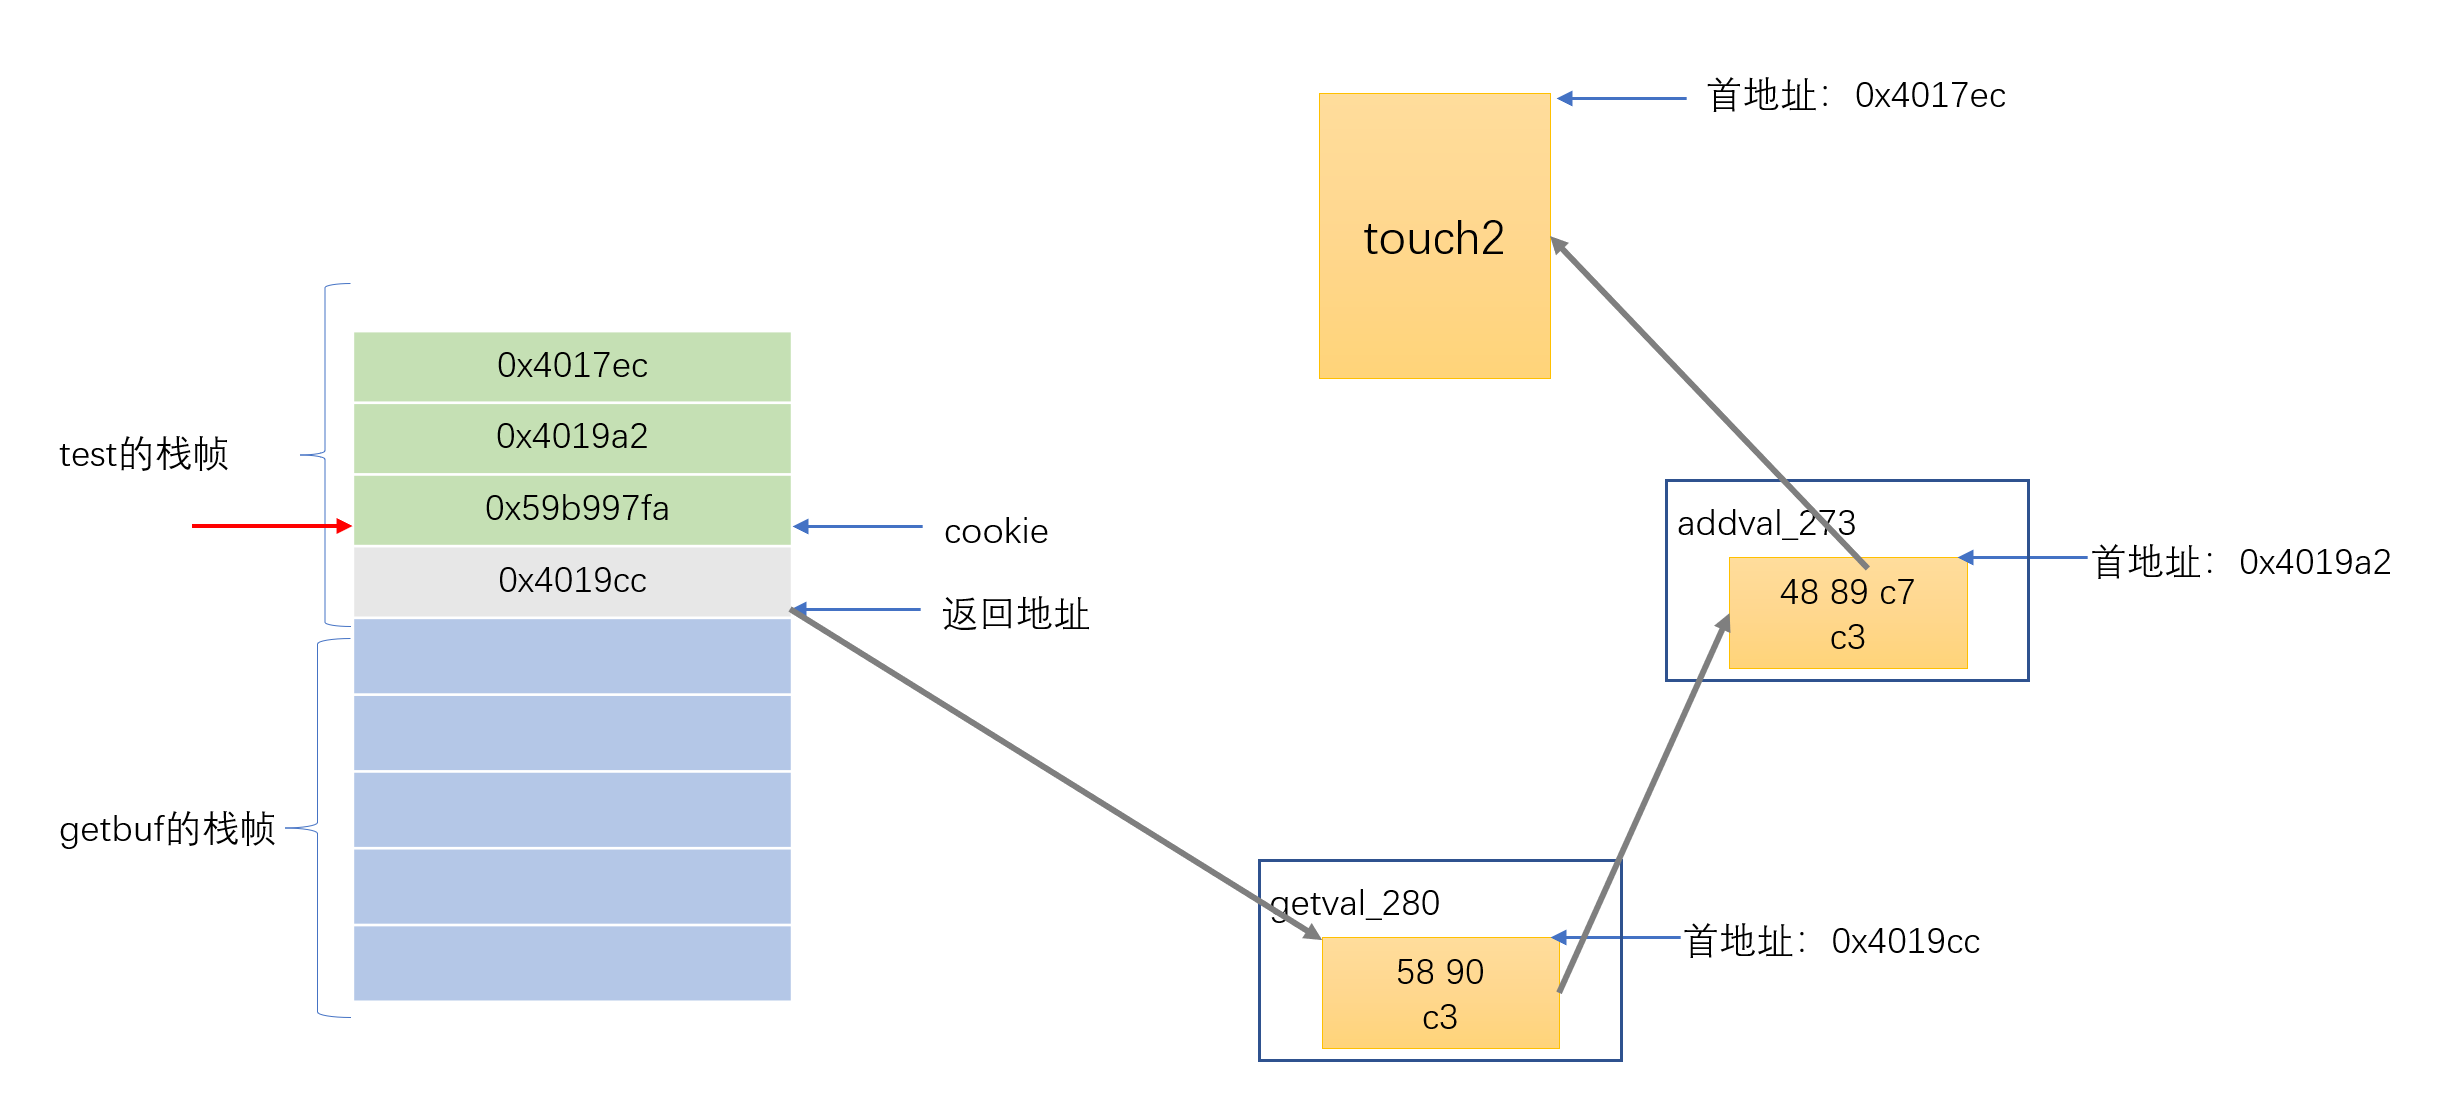 首地址：0x4017ec
touch2
0x4017ec
0x4019a2
test的栈帧
0x59b997fa
cookie
0x4019cc
返回地址
addval_273
首地址：0x4019a2
48 89 c7
c3
getbuf的栈帧
getval_280
首地址：0x4019cc
58 90
c3